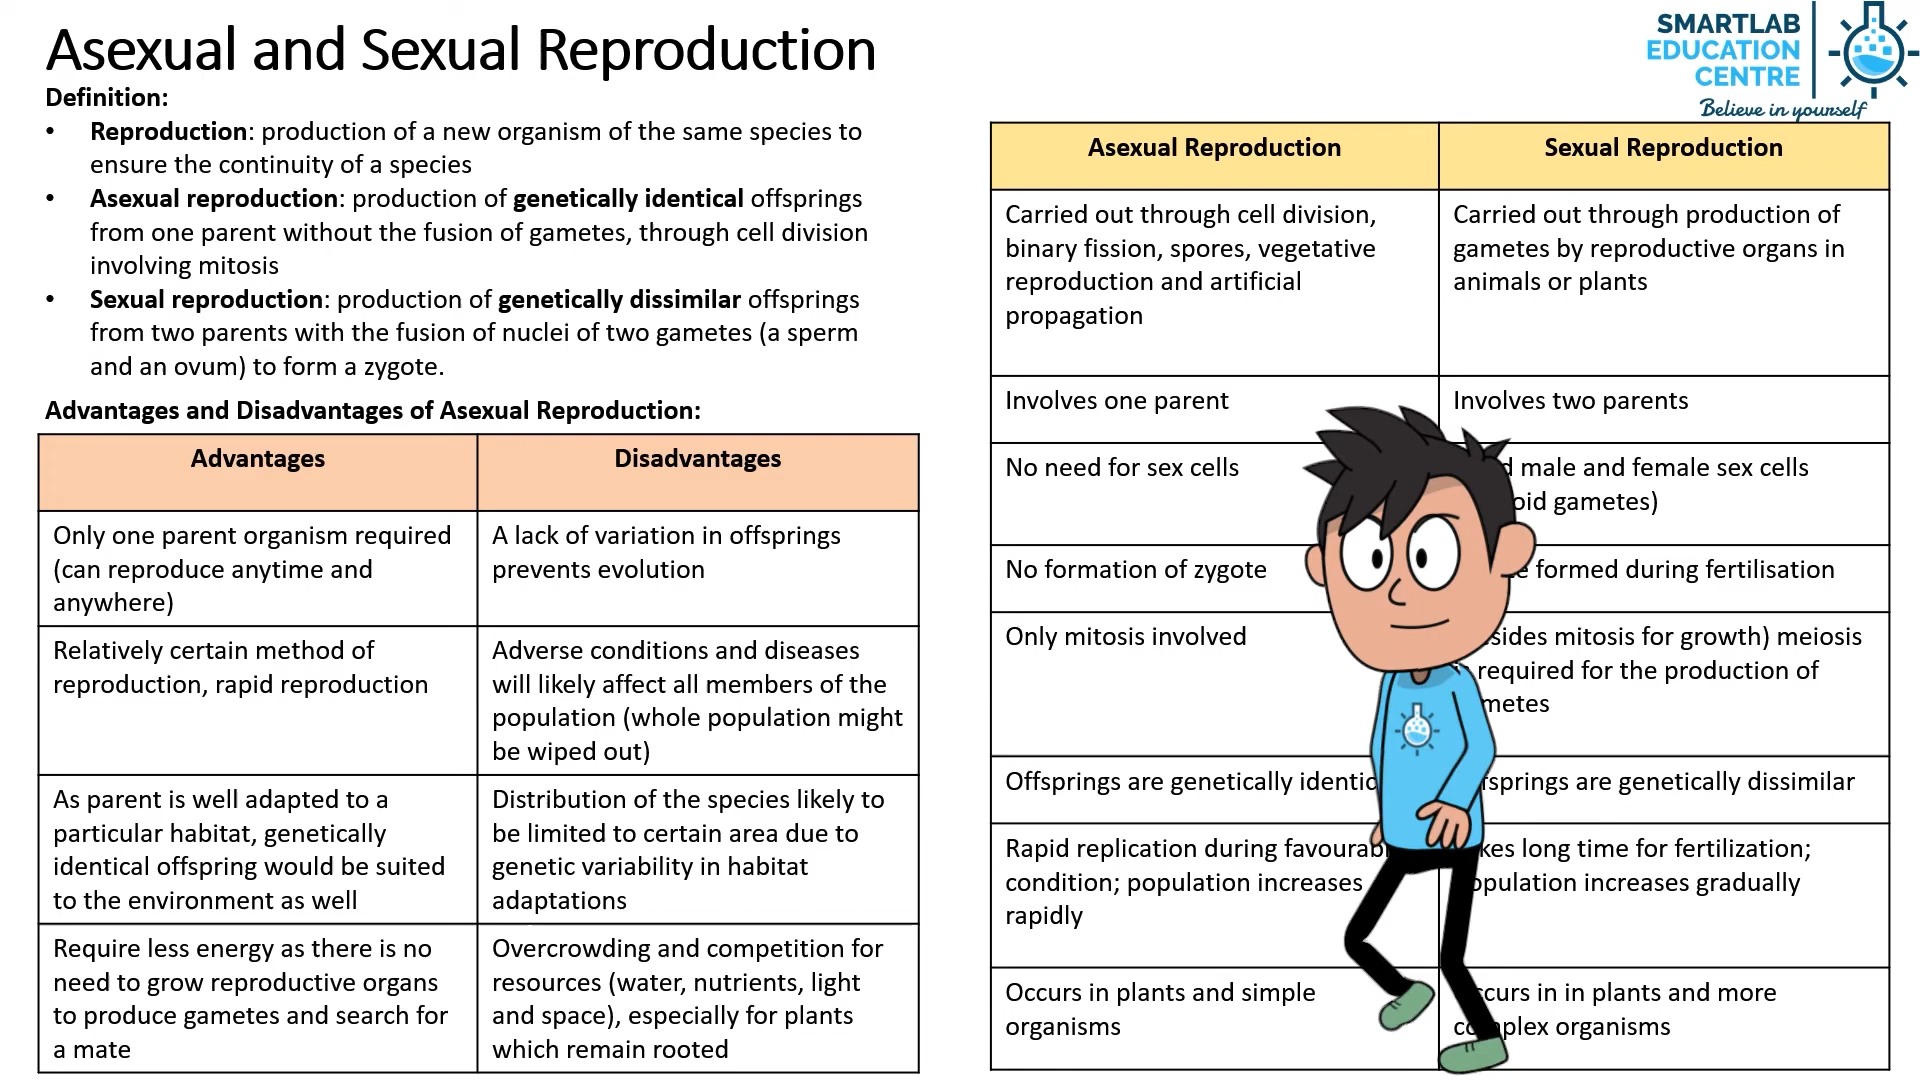 Asexual and Sexual Reproduction
Definition:
• Reproduction: production of a new organism of the same species to
ensure the continuity of a species
• Asexual reproduction: production of genetically identical offsprings
from one parent without the fusion of gametes, through cell division
involving mitosis
• Sexual reproduction: production of genetically dissimilar offsprings
from two parents with the fusion of nuclei of two gametes (a sperm
and an ovum) to form a zygote.
Advantages and Disadvantages of Asexual Reproduction:
Advantages
Disadvantages
Only one parent organism required
(can reproduce anytime and
anywhere)
A lack of variation in offsprings
prevents evolution
Relatively certain method of
reproduction, rapid reproduction
Adverse conditions and diseases
will likely affect all members of the
population (whole population might
be wiped out)
As parent is well adapted to a
particular habitat, genetically
identical offspring would be suited
to the environment as well
Distribution of the species likely to
be limited to certain area due to
genetic variability in habitat
adaptations
Require less energy as there is no
need to grow reproductive organs
to produce gametes and search for
a mate
Overcrowding and competition for
resources (water, nutrients, light
and space), especially for plants
which remain rooted
SMARTLAB
EDUCATION
CENTRE
Believe in yourself
Asexual Reproduction
Sexual Reproduction
Carried out through cell division,
binary fission, spores, vegetative
reproduction and artificial
propagation
Carried out through production of
gametes by reproductive organs in
animals or plants
Involves one parent
Involves two parents
No need for sex cells
male and female sex cells
gametes)
No formation of zygote
formed during fertilisation
Only mitosis involved
mitosis for growth) meiosis
required for the production of
Offsprings are genetically
are genetically dissimilar
Rapid replication during
condition; population increases
rapidly
long time for fertilization;
population increases gradually
Occurs in plants and simple
organisms
Occurs in in plants and more
complex organisms